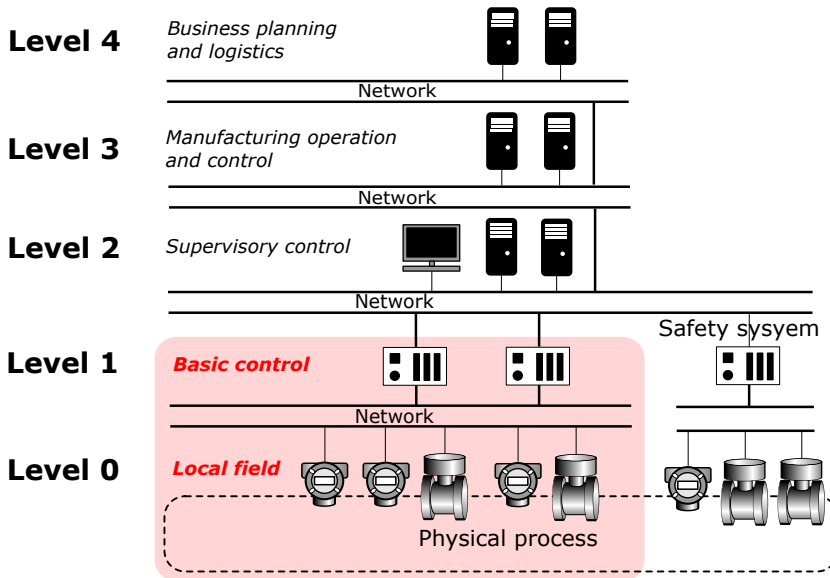 Level 4
Business planning
and logistics
Network
Level 3
Manufacturing operation
and control
Network
Level 2
Supervisory control
Network
Safety sysyem
Level 1
Basic control
Network
Level 0
Local field
Physical process